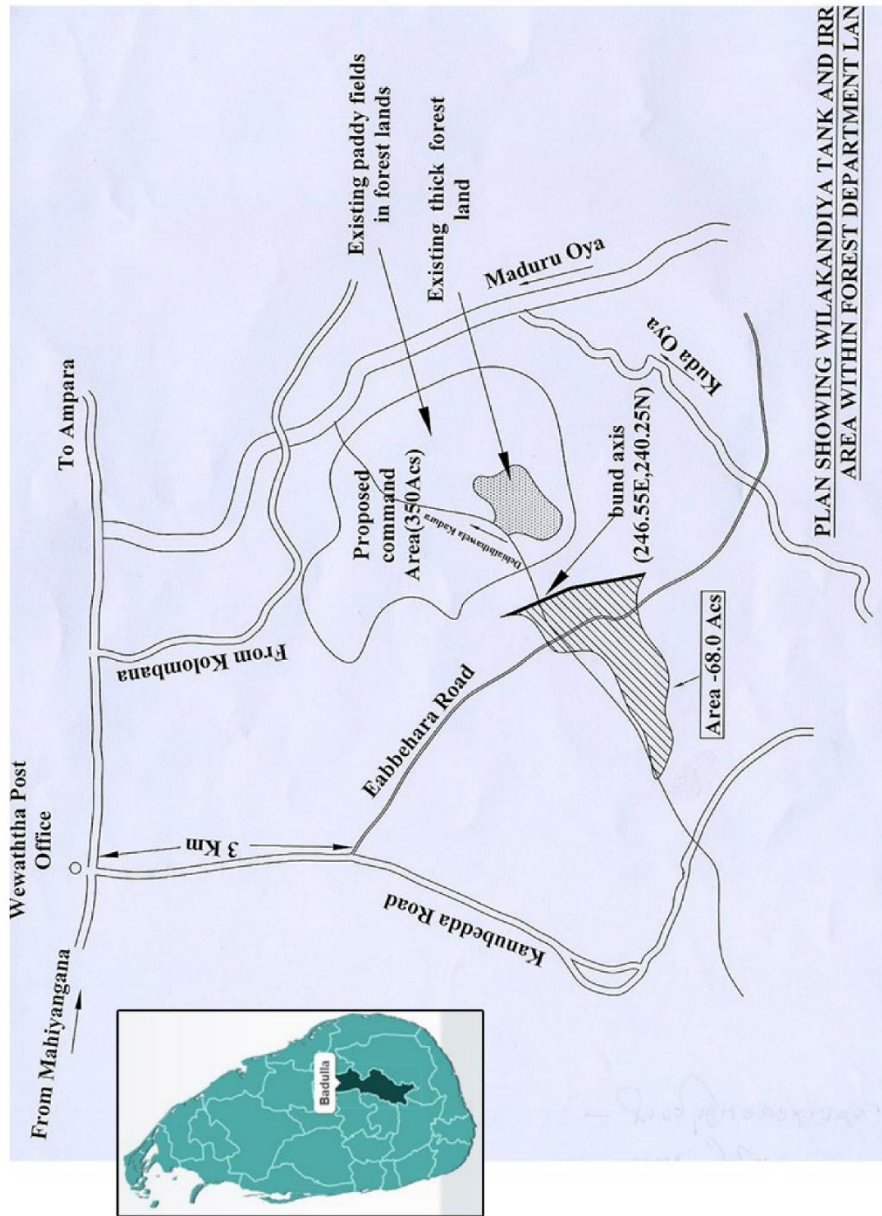 Wewaththa Post
Office
From Mahiyangana
To Ampara
3 Km
From Kolombana
Existing paddy fields
in forest lands
Existing thick forest
land
Maduru Oya
Proposed
command
Area(350Acs)
bund axis
(246.55E,240.25N)
Kuda Oya
Eabbehara Road
Kanubedda Road
Area -68.0 Acs
Badulla
PLAN SHOWING WILAKANDIYA TANK AND IRR
AREA WITHIN FOREST DEPARTMENT LAN